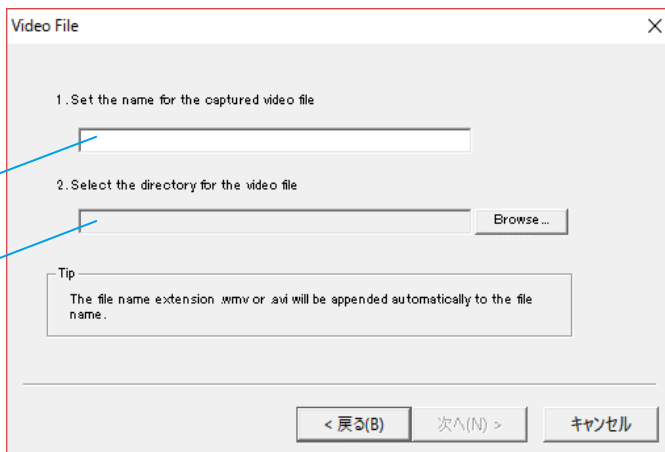 Video File
1.Set the name for the captured video file
2.Select the directory for the video file
Browse...
Tip
The file name extension .wmv or .avi will be appended automatically to the file
name.
< 戻る(B)
次へ(N) >
キャンセル